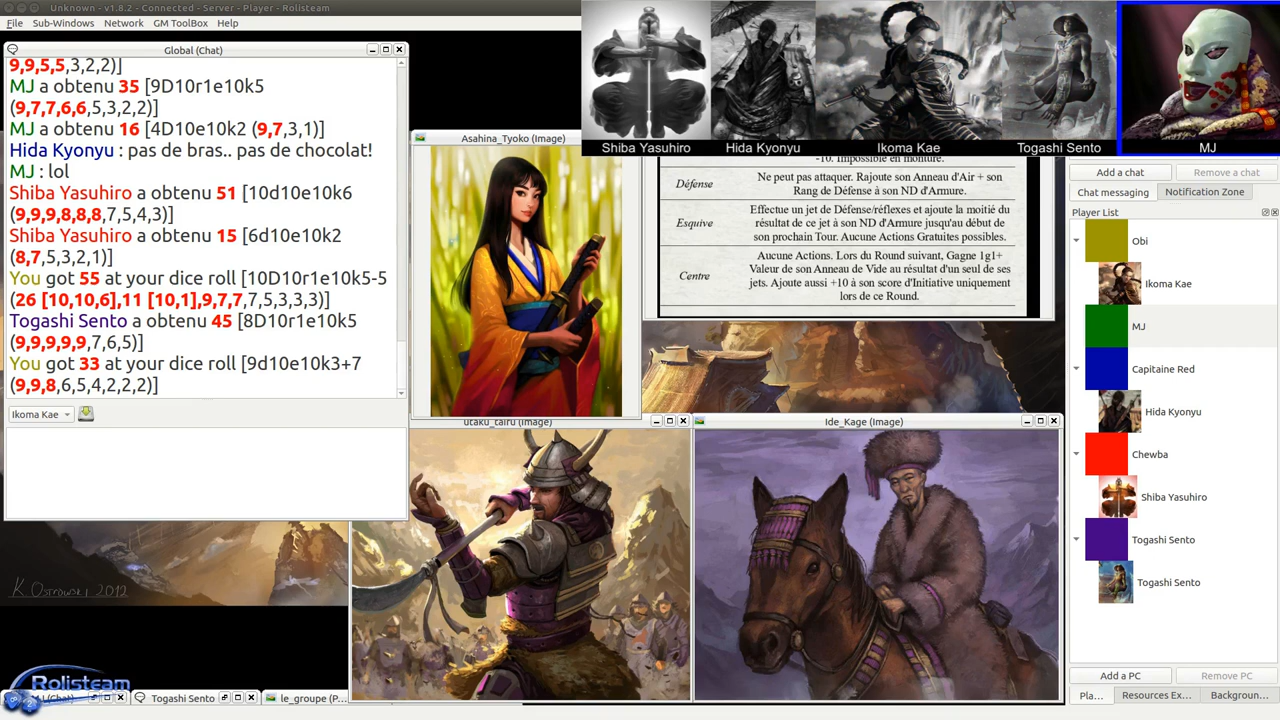 Unknown - v1.8.2 - Connected - Server - Player - Rolisteam
File Sub-Windows Network GM ToolBox Help
Global (Chat)
9,9,5,5,3,2,2)]
MJ a obtenu 35 [9D10r1e10k5
(9,7,7,6,6,5,3,2,2)]
MJ a obtenu 16 [4D10e10k2 (9,7,3,1)]
Hida Kyonyu : pas de bras.. pas de chocolat!
MJ : lol
Shiba Yasuhiro a obtenu 51 [10d10e10k6
(9,9,9,8,8,8,7,5,4,3)]
Shiba Yasuhiro a obtenu 15 [6d10e10k2
(8,7,5,3,2,1)]
You got 55 at your dice roll [10D10r1e10k5-5
(26 [10,10,6],11 [10,1],9,7,7,7,5,3,3,3)]
Togashi Sento a obtenu 45 [8D10r1e10k5
(9,9,9,9,9,7,6,5)]
You got 33 at your dice roll [9d10e10k3+7
(9,9,8,6,5,4,2,2,2)]
Ikoma Kae
Shiba Yasuhiro
Hida Kyonyu
Ikoma Kae
Togashi Sento
MJ
Asahina_Tyoko (Image)
-10. Impossible en monture.
Défense
Ne peut pas attaquer. Rajoute son Anneau d'Air + son
Rang de Défense à son ND d'Armure.
Esquive
Effectue un jet de Défense/réflexes et ajoute la moitié du
résultat de ce jet à son ND d'Armure jusqu'au début de
son prochain Tour. Aucune Actions Gratuites possibles.
Centre
Aucune Actions. Lors du Round suivant, Gagne 1g1+
Valeur de son Anneau de Vide au résultat d'un seul de ses
jets. Ajoute aussi +10 à son score d'Initiative uniquement
lors de ce Round.
utaku_tairu (Image)
Ide_Kage (Image)
K Ostrowski 2012
Rolisteam
(Chat)
Togashi Sento
le_groupe (P...
Add a chat
Remove a chat
Chat messaging
Notification Zone
Player List
Obi
Ikoma Kae
MJ
Capitaine Red
Hida Kyonyu
Chewba
Shiba Yasuhiro
Togashi Sento
Togashi Sento
Add a PC
Remove PC
Pla...
Resources Ex...
Backgroun...